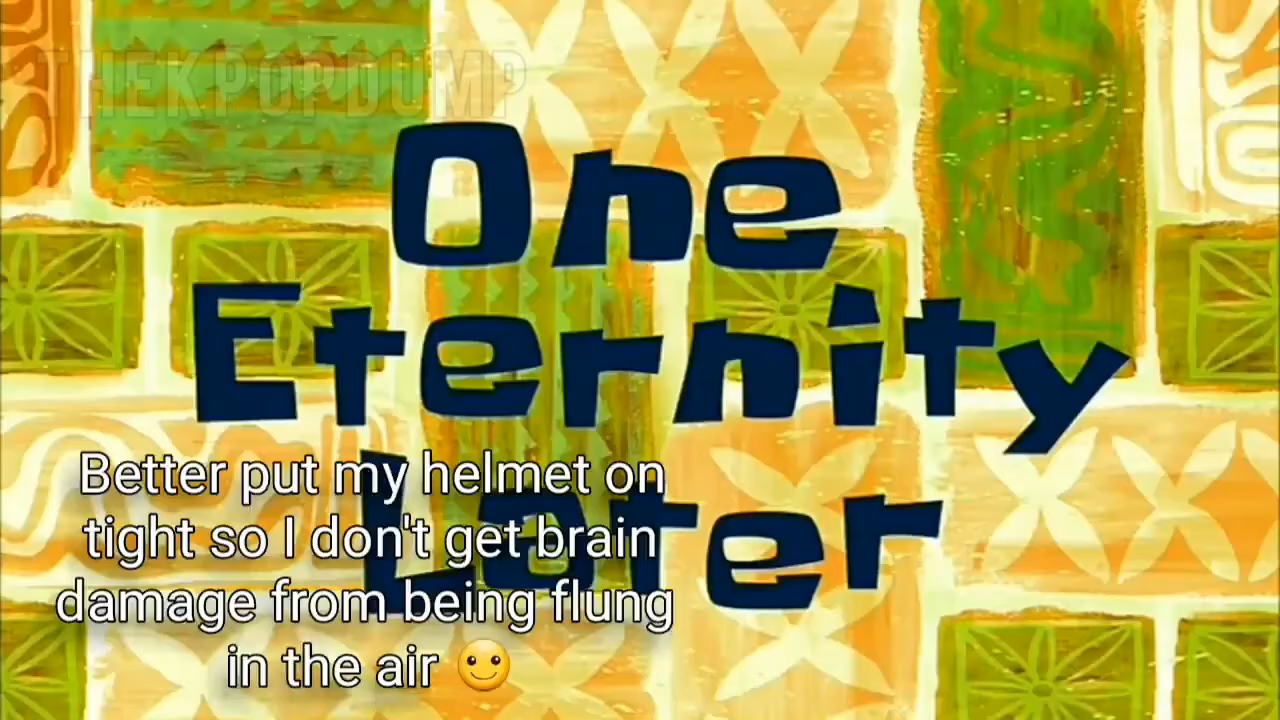 THEKPOPDUMP
One
Eternity
Later
Better put my helmet on
tight so I don't get brain
damage from being flung
in the air 🙂